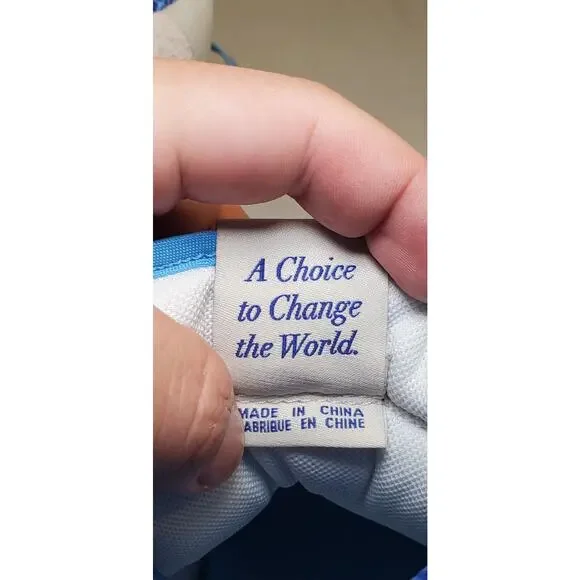 A Choice
to Change
the World.
MADE IN CHINA
FABRIQUE EN CHINE